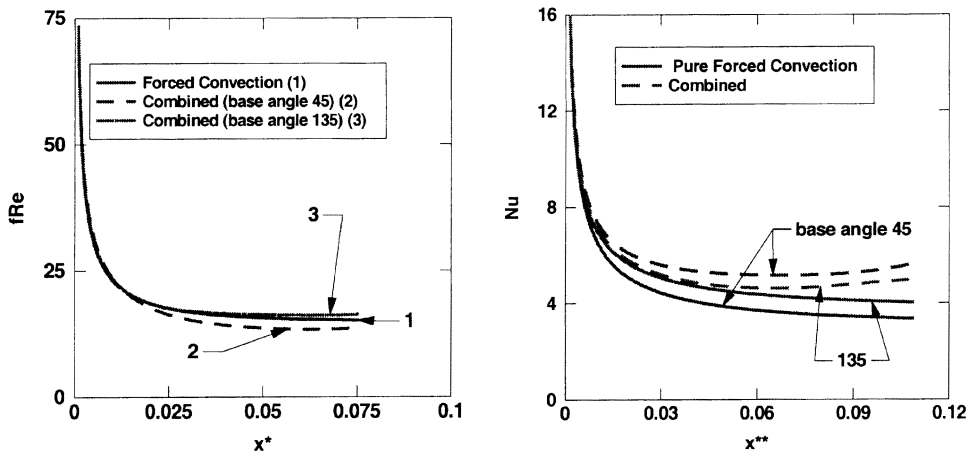 75
50
25
0
fRe
Forced Convection (1)
Combined (base angle 45) (2)
Combined (base angle 135) (3)
3
1
2
0
0.025
0.05
0.075
0.1
x*
16
12
8
4
0
Nu
Pure Forced Convection
Combined
base angle 45
135
0
0.03
0.06
0.09
0.12
x**